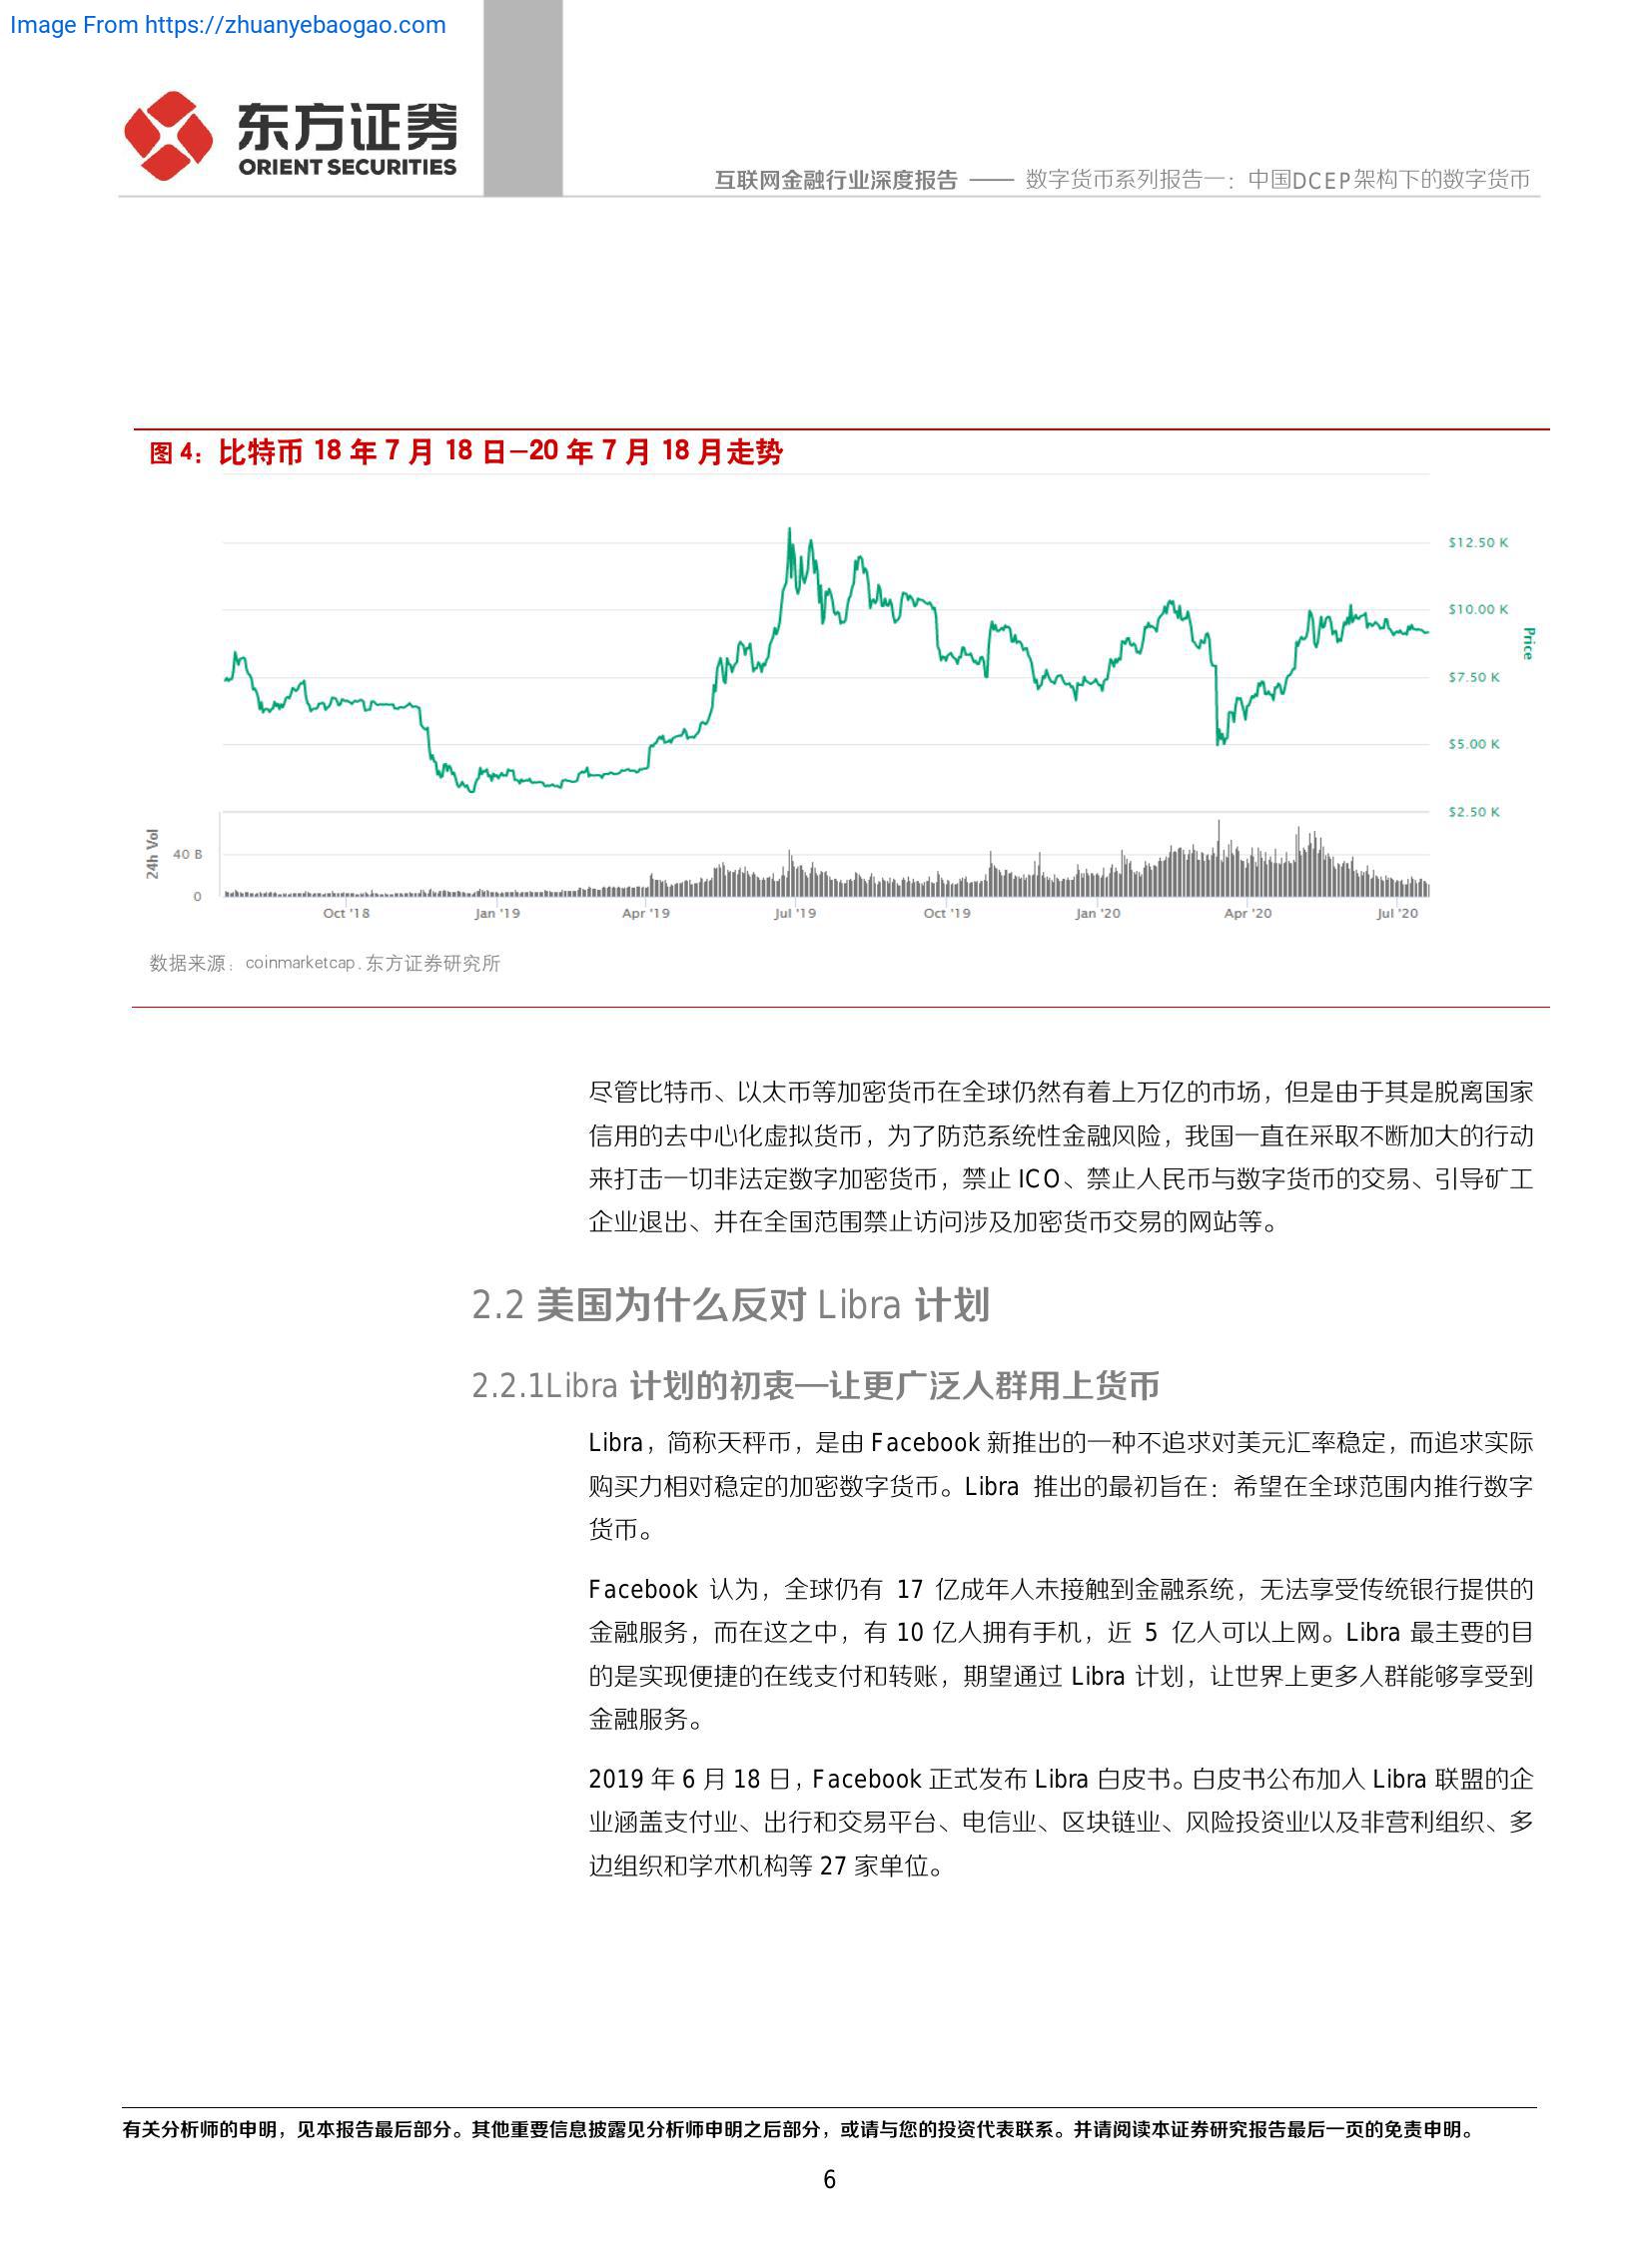 Image From https://zhuanyebaogao.com
东方证券
ORIENT SECURITIES
互联网金融行业深度报告 —— 数字货币系列报告一：中国DCEP架构下的数字货币
图 4：比特币 18 年 7 月 18 日—20 年 7 月 18 月走势
$12.50 K
$10.00 K
$7.50 K
$5.00 K
$2.50 K
Price
24h Vol
40 B
0
Oct '18 Jan '19 Apr '19 Jul '19 Oct '19 Jan '20 Apr '20 Jul '20
数据来源：coinmarketcap.东方证券研究所
尽管比特币、以太币等加密货币在全球仍然有着上万亿的市场，但是由于其是脱离国家
信用的去中心化虚拟货币，为了防范系统性金融风险，我国一直在采取不断加大的行动
来打击一切非法定数字加密货币，禁止 ICO、禁止人民币与数字货币的交易、引导矿工
企业退出、并在全国范围禁止访问涉及加密货币交易的网站等。
2.2 美国为什么反对 Libra 计划
2.2.1Libra 计划的初衷—让更广泛人群用上货币
Libra，简称天秤币，是由 Facebook 新推出的一种不追求对美元汇率稳定，而追求实际
购买力相对稳定的加密数字货币。Libra 推出的最初旨在：希望在全球范围内推行数字
货币。
Facebook 认为，全球仍有 17 亿成年人未接触到金融系统，无法享受传统银行提供的
金融服务，而在这之中，有 10 亿人拥有手机，近 5 亿人可以上网。Libra 最主要的目
的是实现便捷的在线支付和转账，期望通过 Libra 计划，让世界上更多人群能够享受到
金融服务。
2019 年 6 月 18 日，Facebook 正式发布 Libra 白皮书。白皮书公布加入 Libra 联盟的企
业涵盖支付业、出行和交易平台、电信业、区块链业、风险投资业以及非营利组织、多
边组织和学术机构等 27 家单位。
有关分析师的申明，见本报告最后部分。其他重要信息披露见分析师申明之后部分，或请与您的投资代表联系。并请阅读本证券研究报告最后一页的免责申明。
6